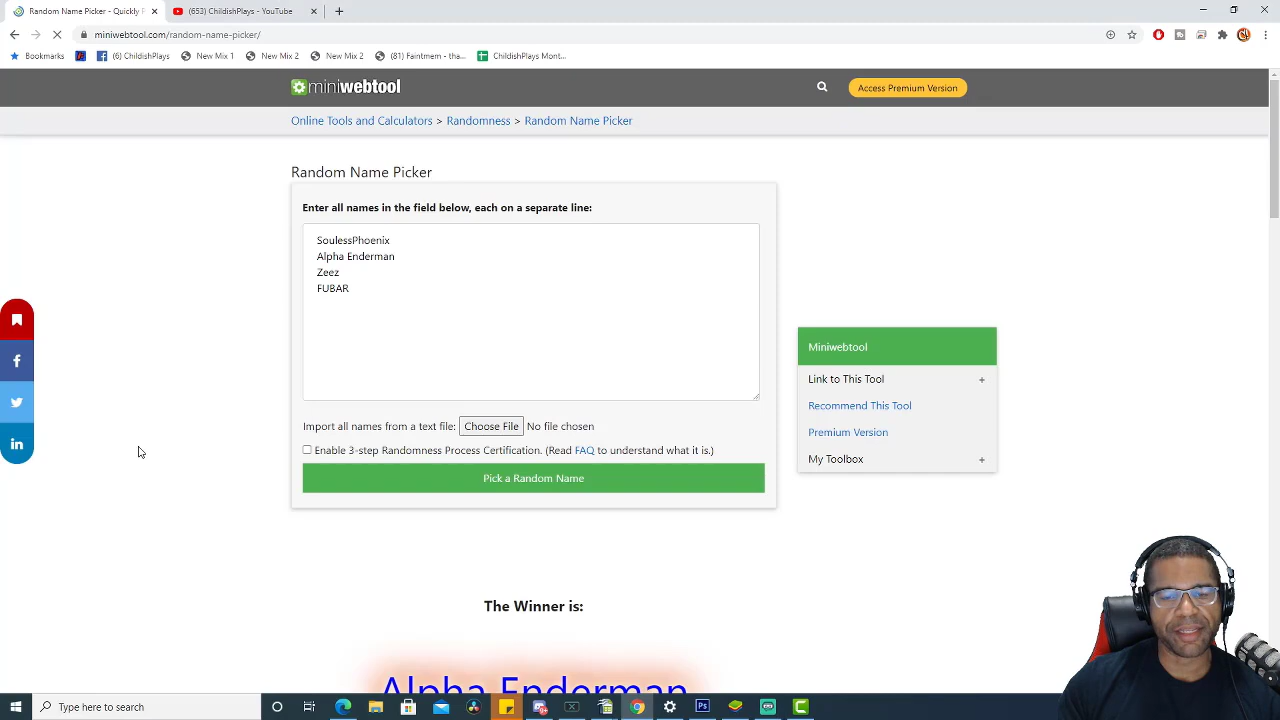 Random Name Picker - Quickly P
(653) ChildishPlays - YouTube
miniwebtool.com/random-name-picker/
Bookmarks
(6) ChildishPlays
New Mix 1
New Mix 2
New Mix 2
(81) Faintmem - tha...
ChildishPlays Mont...
miniwebtool
Access Premium Version
Online Tools and Calculators > Randomness > Random Name Picker
Random Name Picker
Enter all names in the field below, each on a separate line:
SoulessPhoenix
Alpha Enderman
Zeez
FUBAR
Import all names from a text file: Choose File No file chosen
Enable 3-step Randomness Process Certification. (Read FAQ to understand what it is.)
Pick a Random Name
Miniwebtool
Link to This Tool +
Recommend This Tool
Premium Version
My Toolbox +
The Winner is:
Alpha Enderman
Type here to search